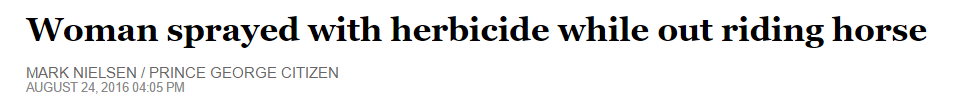 Woman sprayed with herbicide while out riding horse
MARK NIELSEN / PRINCE GEORGE CITIZEN
AUGUST 24, 2016 04:05 PM